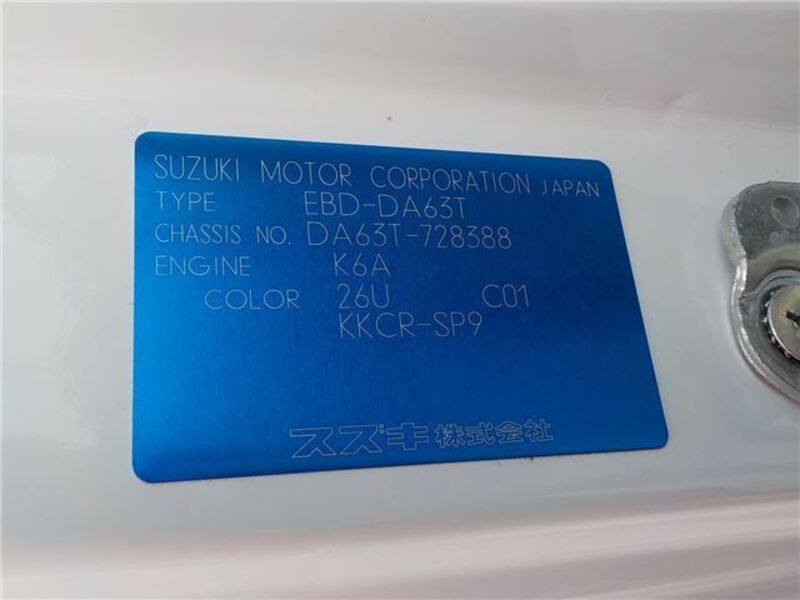 SUZUKI MOTOR CORPORATION JAPAN
TYPE EBD-DA63T
CHASSIS NO. DA63T-728388
ENGINE K6A
COLOR 26U C01
KKCR-SP9
スズキ株式会社